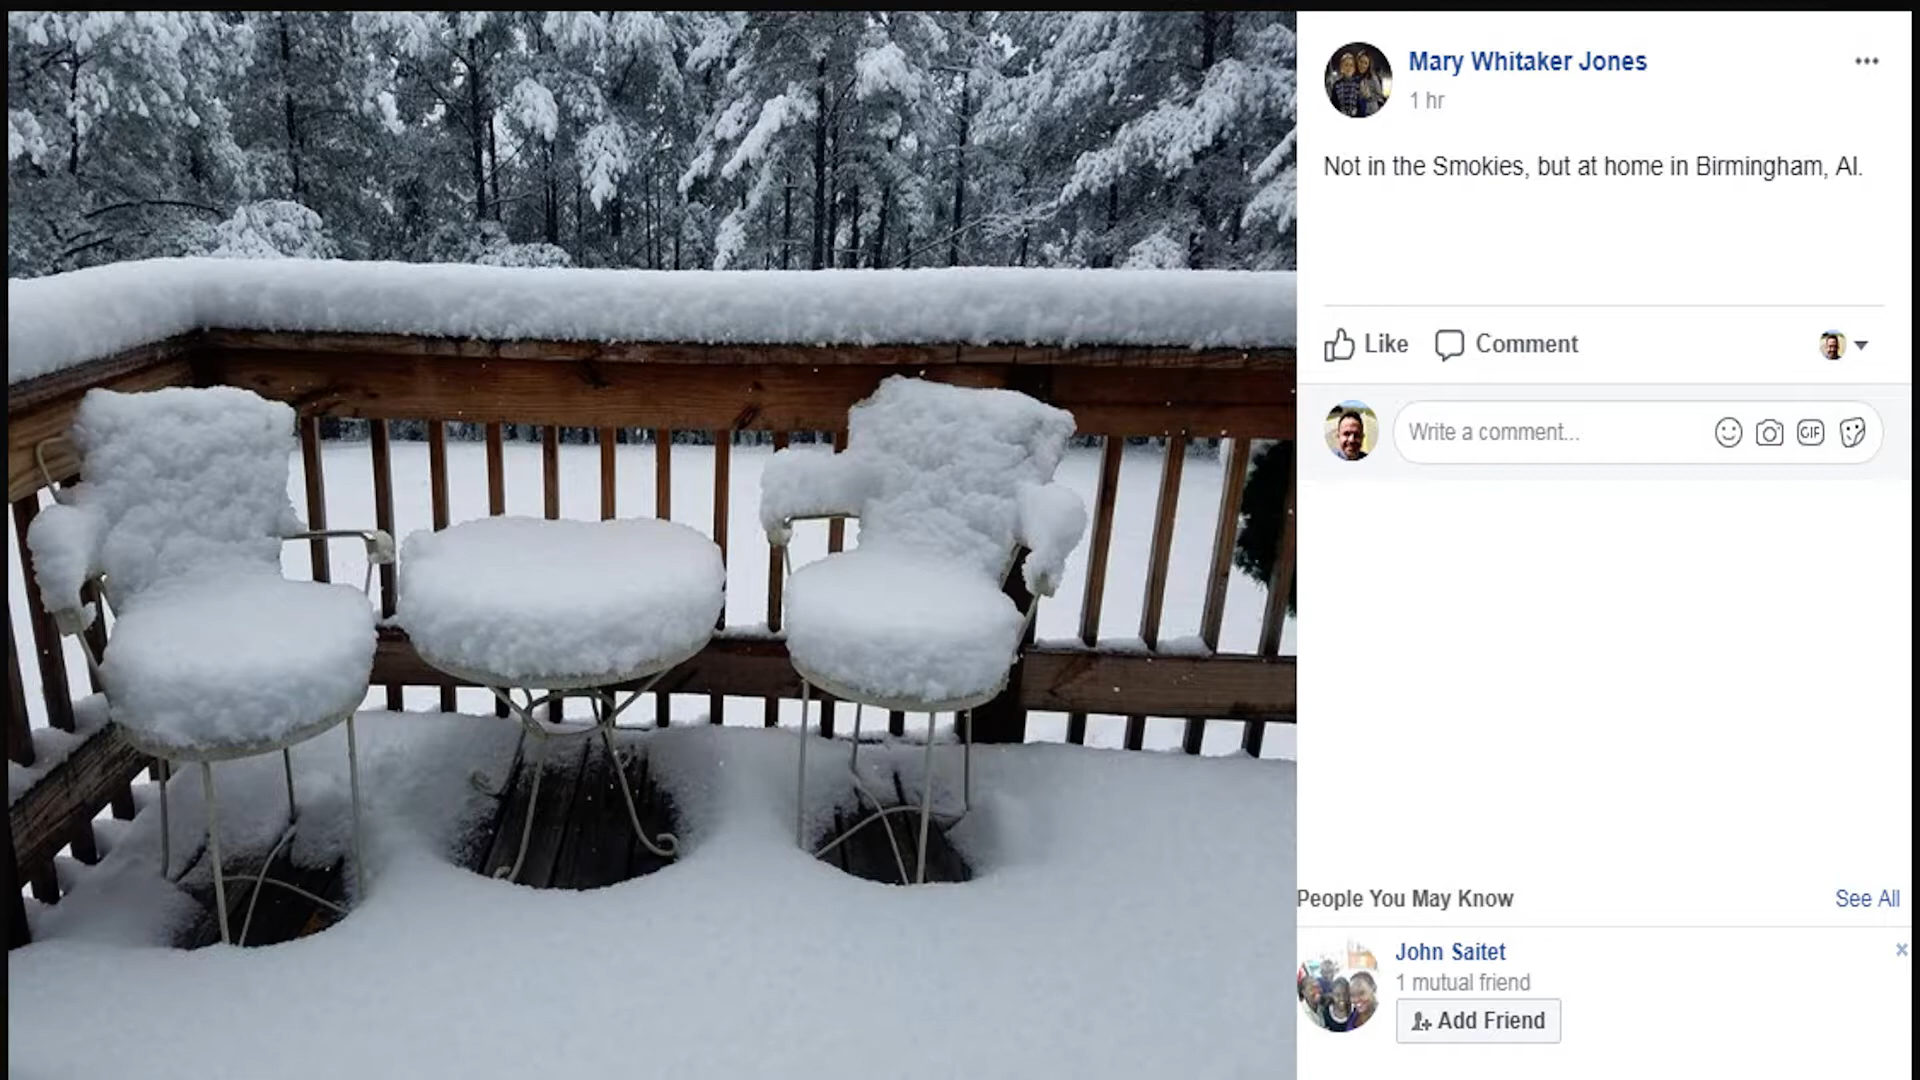 Mary Whitaker Jones
1 hr
Not in the Smokies, but at home in Birmingham, Al.
Like Comment
Write a comment...
GIF
People You May Know
See All
John Saitet
1 mutual friend
Add Friend